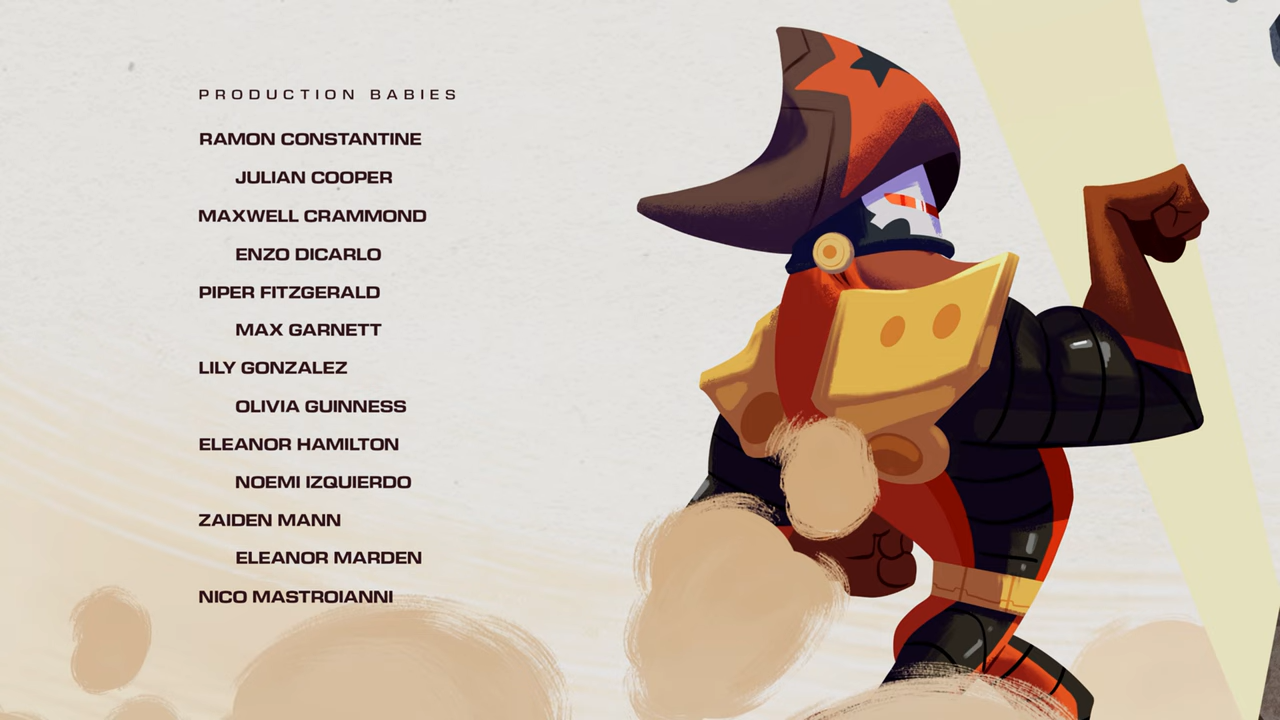 PRODUCTION BABIES
RAMON CONSTANTINE
JULIAN COOPER
MAXWELL CRAMMOND
ENZO DICARLO
PIPER FITZGERALD
MAX GARNETT
LILY GONZALEZ
OLIVIA GUINNESS
ELEANOR HAMILTON
NOEMI IZQUIERDO
ZAIDEN MANN
ELEANOR MARDEN
NICO MASTROIANNI